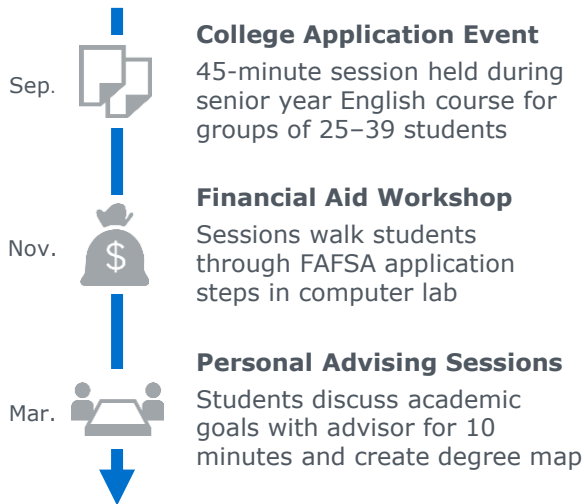 College Application Event
Sep.
45-minute session held during
senior year English course for
groups of 25–39 students
Financial Aid Workshop
Nov.
$
Sessions walk students
through FAFSA application
steps in computer lab
Personal Advising Sessions
Mar.
Students discuss academic
goals with advisor for 10
minutes and create degree map